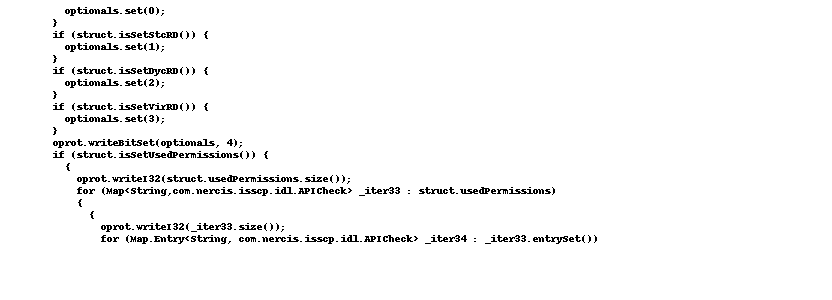 optionals.set(0);
}
if (struct.isSetStcRD()) {
optionals.set(1);
}
if (struct.isSetDycRD()) {
optionals.set(2);
}
if (struct.isSetVirRD()) {
optionals.set(3);
}
oprot.writeBitSet(optionals, 4);
if (struct.isSetUsedPermissions()) {
{
oprot.writeI32(struct.usedPermissions.size());
for (Map<String,com.nercis.isscp.idl.APICheck> _iter33 : struct.usedPermissions)
{
{
oprot.writeI32(_iter33.size());
for (Map.Entry<String, com.nercis.isscp.idl.APICheck> _iter34 : _iter33.entrySet())